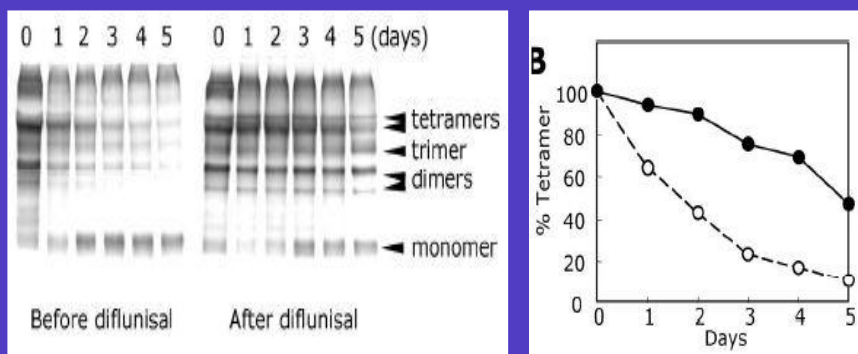 0 1 2 3 4 5 0 1 2 3 4 5 (days)
tetramers
trimer
dimers
monomer
Before diflunisal After diflunisal
B
% Tetramer
100
80
60
40
20
0
0 1 2 3 4 5
Days